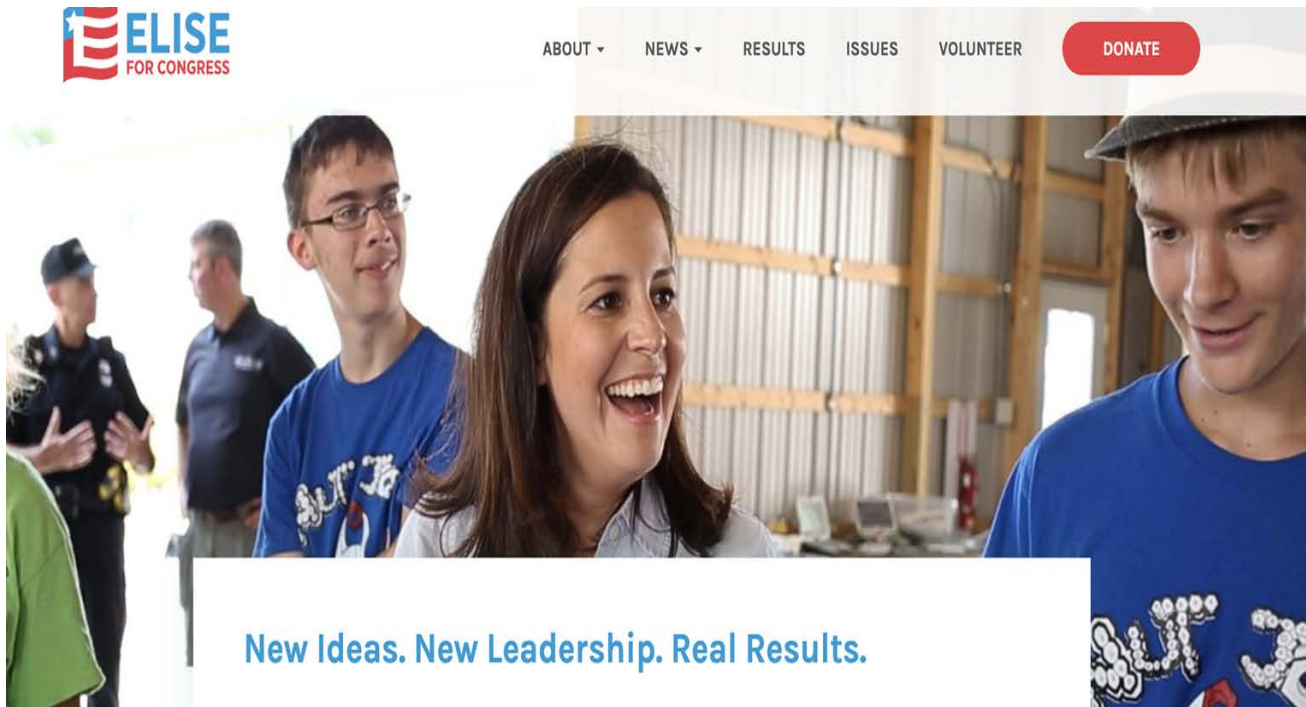 ELISE
FOR CONGRESS
ABOUT
NEWS
RESULTS
ISSUES
VOLUNTEER
DONATE
New Ideas. New Leadership. Real Results.